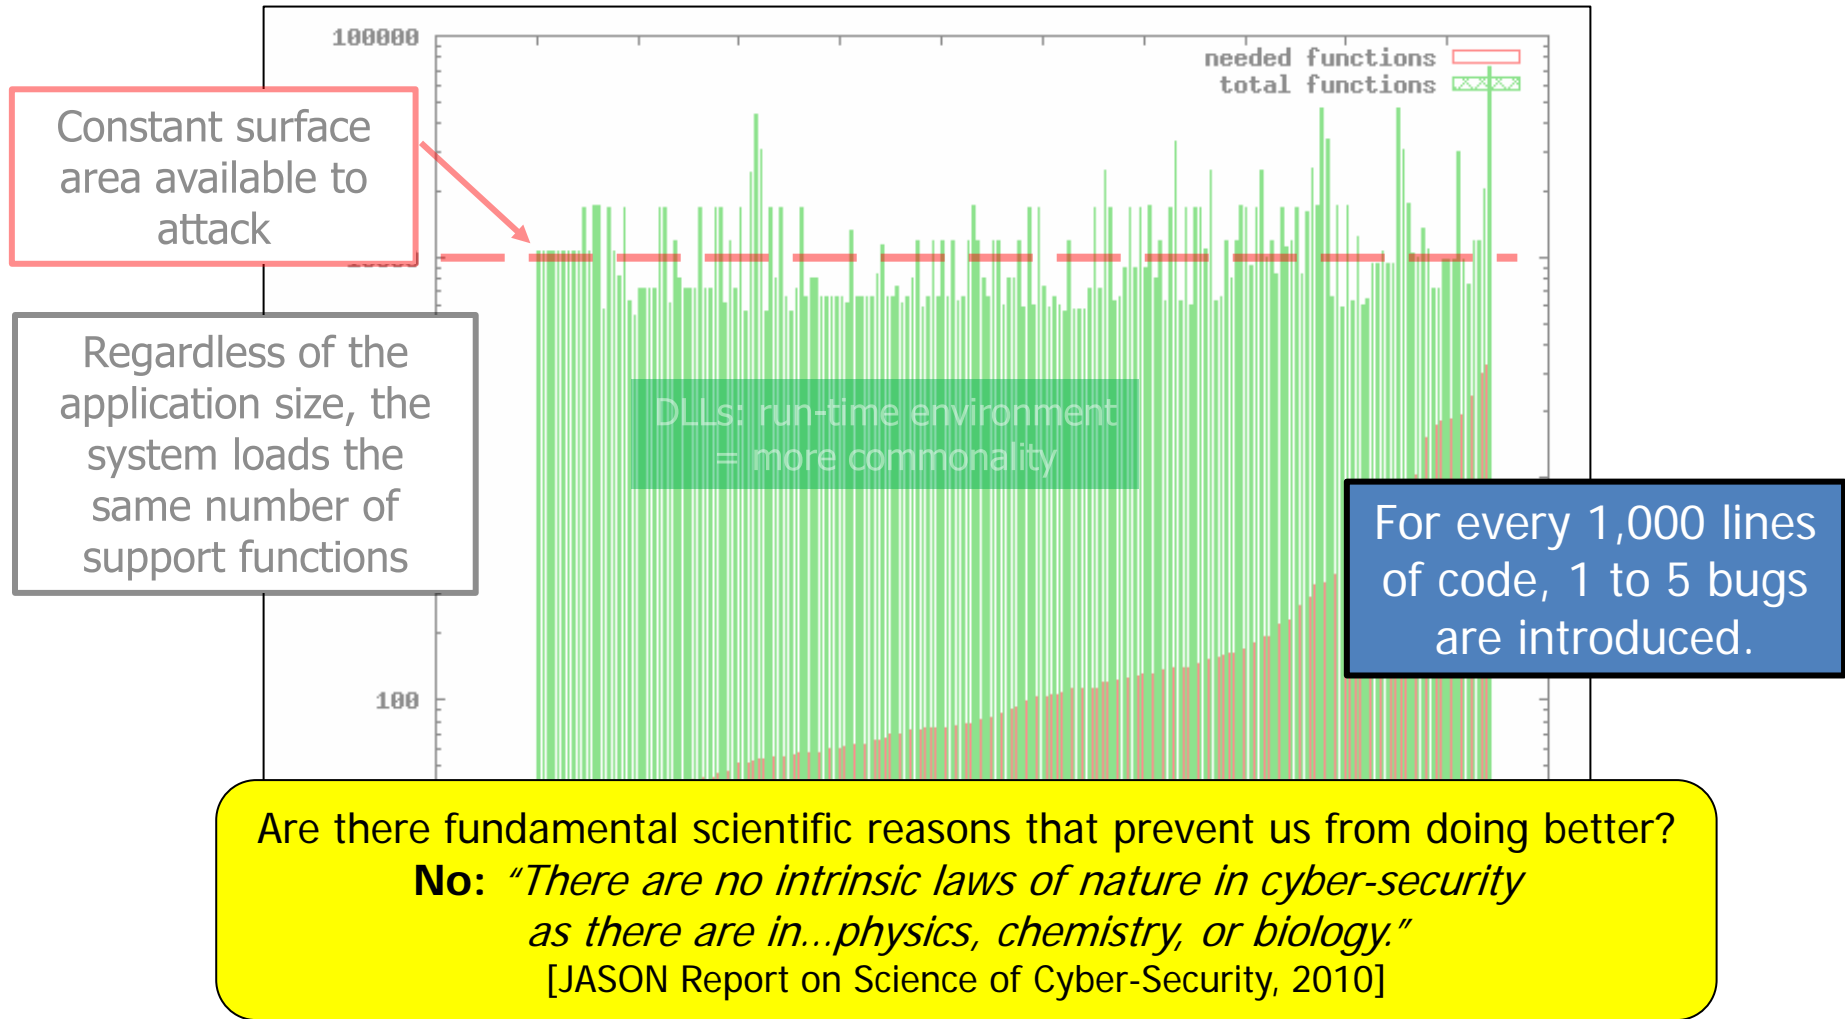 100000
needed functions
total functions
Constant surface
area available to
attack
10000
Regardless of the
application size, the
system loads the
same number of
support functions
DLLs: run-time environment
= more commonality
For every 1,000 lines
of code, 1 to 5 bugs
are introduced.
100
Are there fundamental scientific reasons that prevent us from doing better?
No: “There are no intrinsic laws of nature in cyber-security
as there are in...physics, chemistry, or biology.”
[JASON Report on Science of Cyber-Security, 2010]